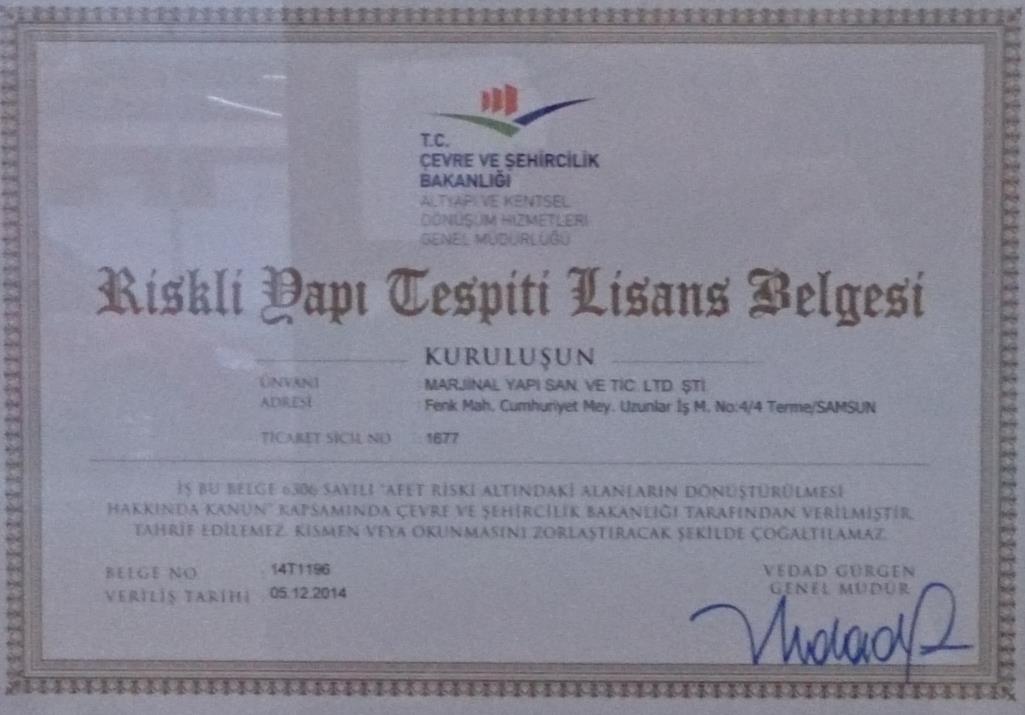 T.C.
ÇEVRE VE ŞEHİRCİLİK
BAKANLIĞI
ALTYAPI VE KENTSEL
DÖNÜŞÜM HİZMETLERİ
GENEL MÜDÜRLÜĞÜ
Riskli Yapı Tespiti Lisans Belgesi
KURULUŞUN
ÜNVANI : MARJİNAL YAPI SAN. VE TİC. LTD. ŞTİ.
ADRESİ : Fenk Mah. Cumhuriyet Mey. Uzunlar İş M. No:4/4 Terme/SAMSUN
TİCARET SİCİL NO : 1677
İŞ BU BELGE 6306 SAYILI "AFET RİSKİ ALTINDAKİ ALANLARIN DÖNÜŞTÜRÜLMESİ
HAKKINDA KANUN" KAPSAMINDA ÇEVRE VE ŞEHİRCİLİK BAKANLIĞI TARAFINDAN VERİLMİŞTİR.
TAHRİF EDİLEMEZ. KISMEN VEYA OKUNMASINI ZORLAŞTIRACAK ŞEKİLDE ÇOĞALTILAMAZ.
BELGE NO : 14T1196
VERİLİŞ TARİHİ : 05.12.2014
VEDAD GÜRGEN
GENEL MÜDÜR